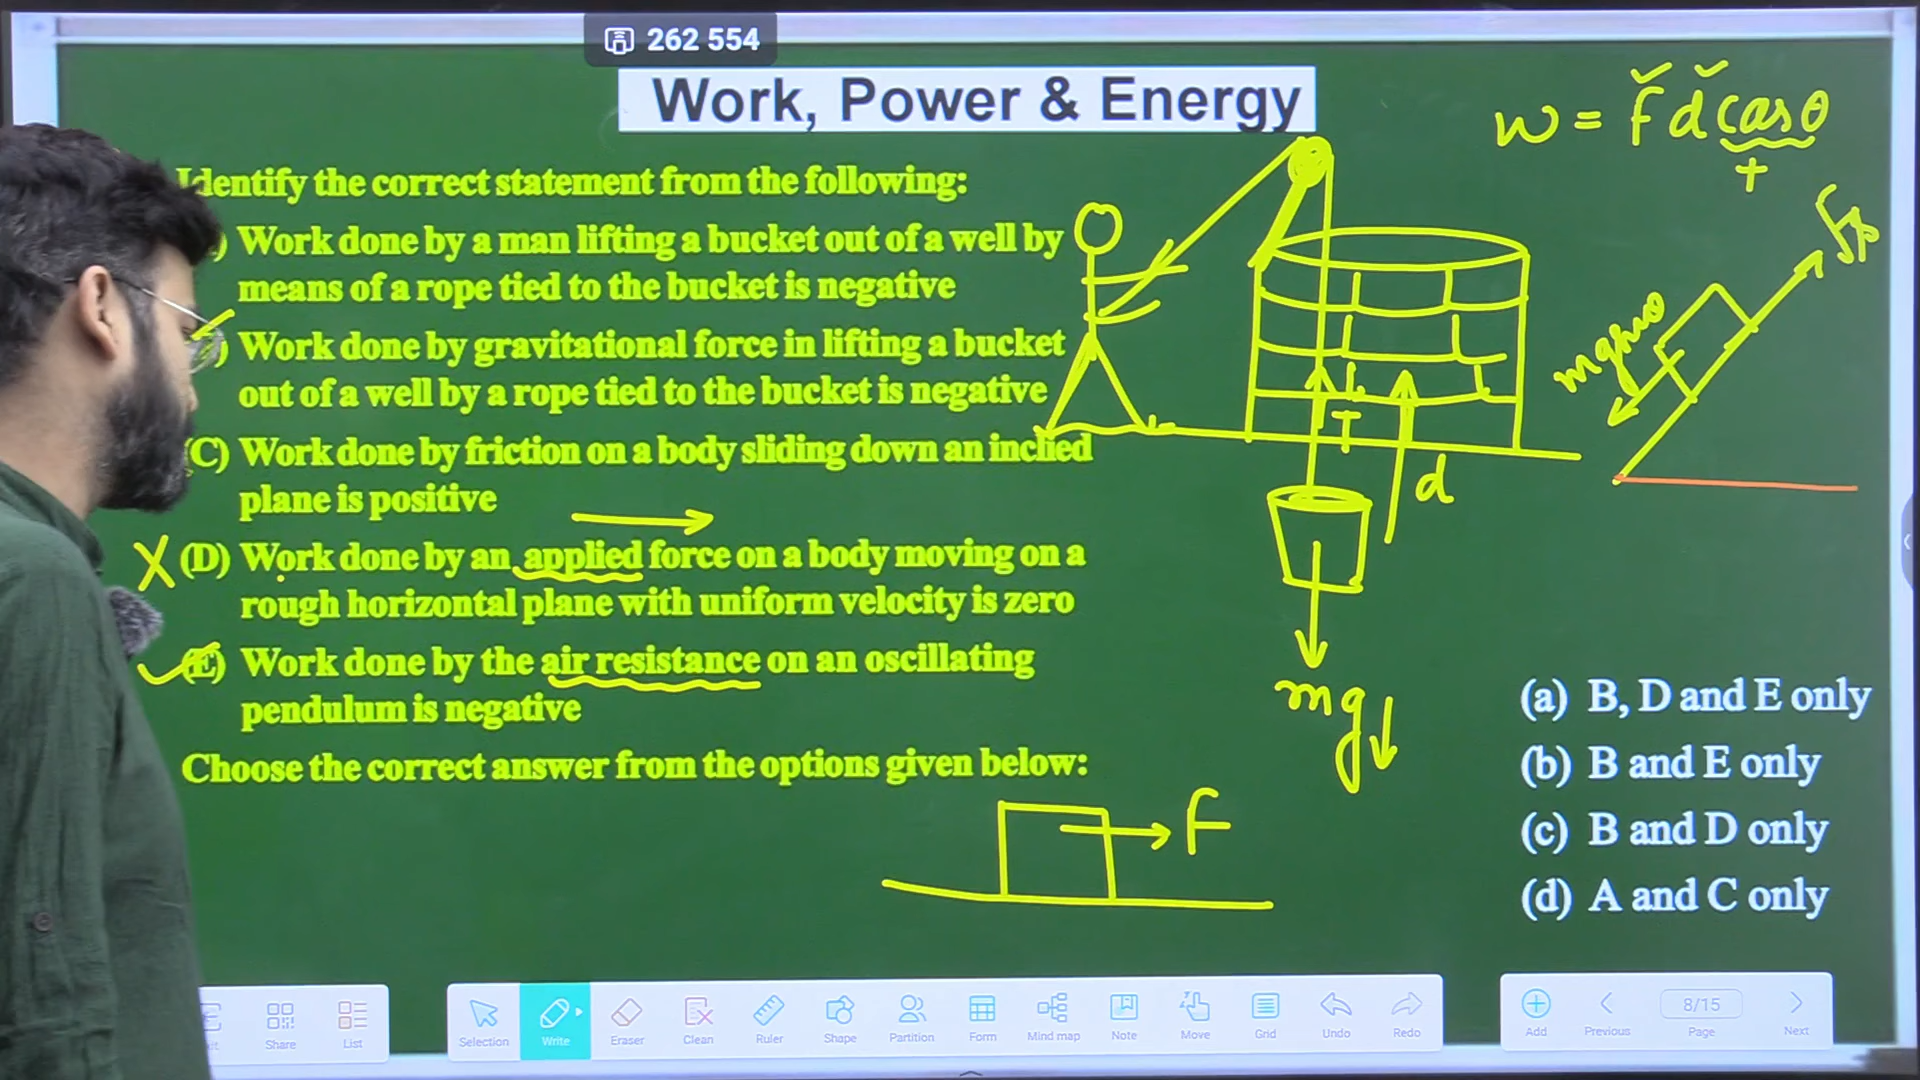 262 554
Work, Power & Energy
W = F d cosθ
+
Identify the correct statement from the following:
) Work done by a man lifting a bucket out of a well by
means of a rope tied to the bucket is negative
) Work done by gravitational force in lifting a bucket
out of a well by a rope tied to the bucket is negative
(C) Work done by friction on a body sliding down an inclied
plane is positive
X (D) Work done by an applied force on a body moving on a
rough horizontal plane with uniform velocity is zero
(E) Work done by the air resistance on an oscillating
pendulum is negative
Choose the correct answer from the options given below:
T
d
mg
F
(a) B, D and E only
(b) B and E only
(c) B and D only
(d) A and C only
Share
List
Selection
Write
Eraser
Clean
Ruler
Shape
Partition
Form
Mind map
Note
Move
Grid
Undo
Redo
Add
Previous
8/15
Page
Next